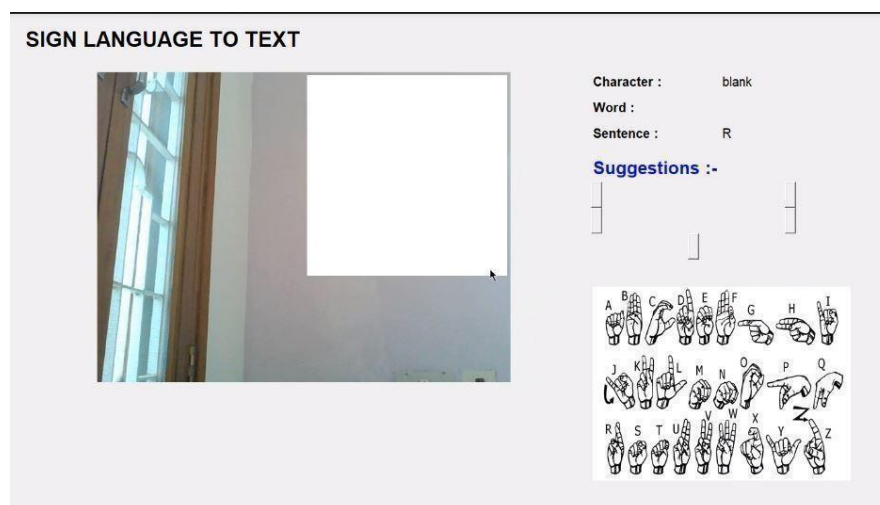 SIGN LANGUAGE TO TEXT
Character : blank
Word :
Sentence : R
Suggestions :-
A B C D E F G H I
J K L M N O P Q
R S T U V W X Y Z